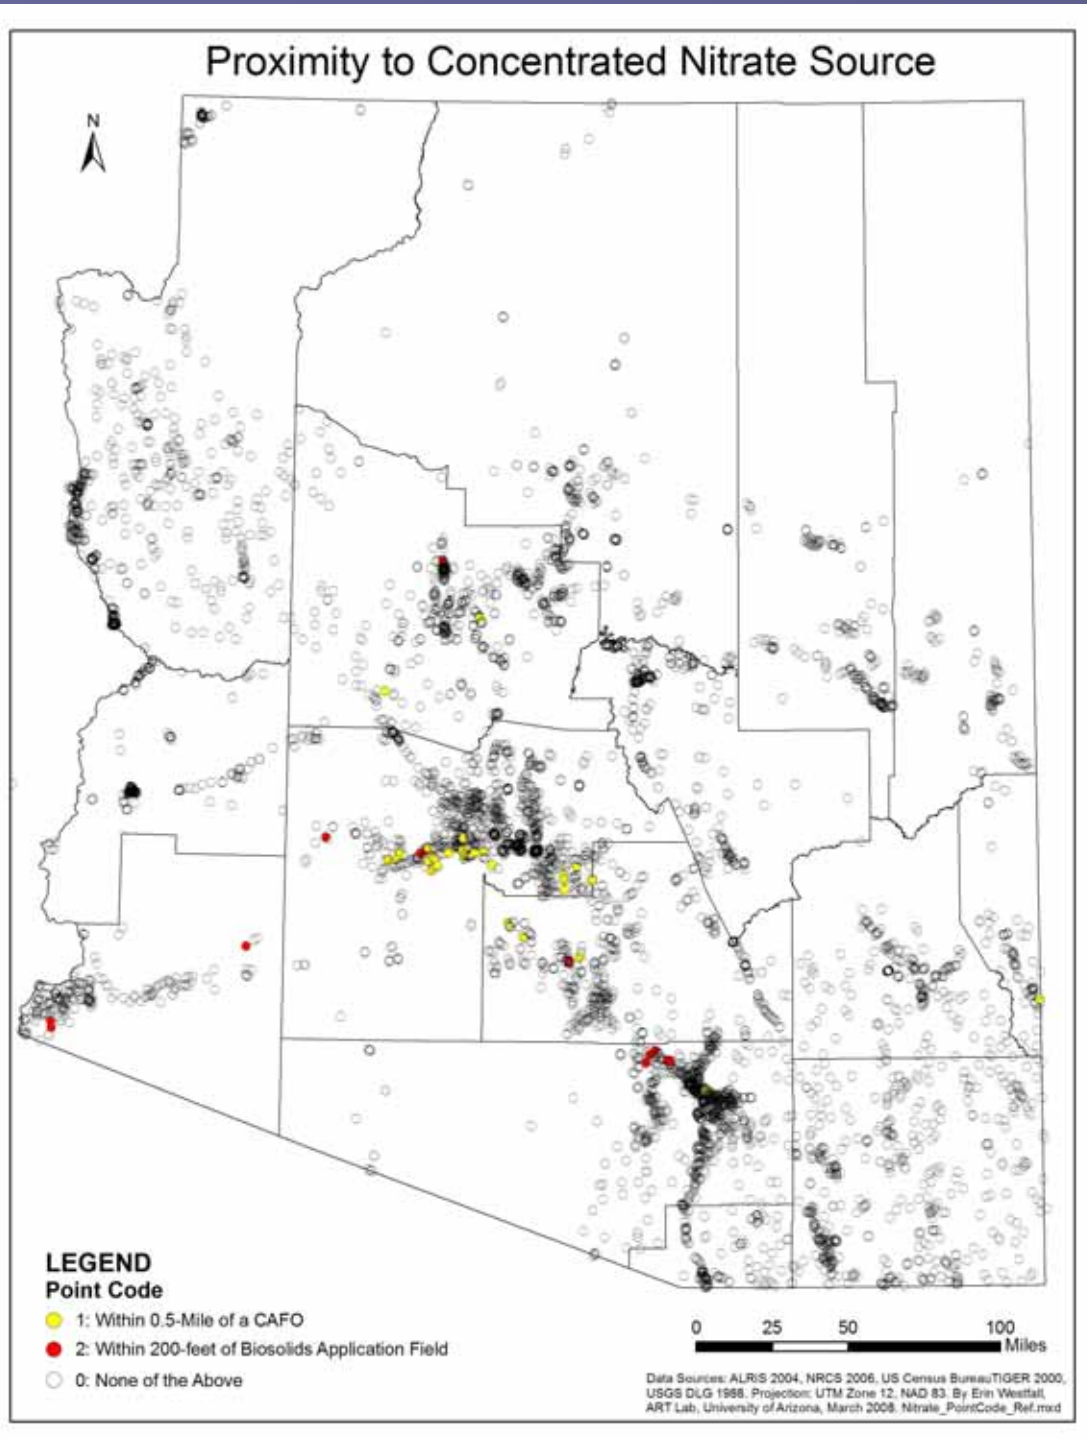 Proximity to Concentrated Nitrate Source
N
LEGEND
Point Code
1: Within 0.5-Mile of a CAFO
2: Within 200-feet of Biosolids Application Field
0: None of the Above
0 25 50 100
Miles
Data Sources: ALRIS 2004, NRCS 2006, US Census BureauTIGER 2000,
USGS DLG 1988. Projection: UTM Zone 12, NAD 83. By Erin Westfall,
ART Lab, University of Arizona, March 2008. Nitrate_PointCode_Ref.mxd